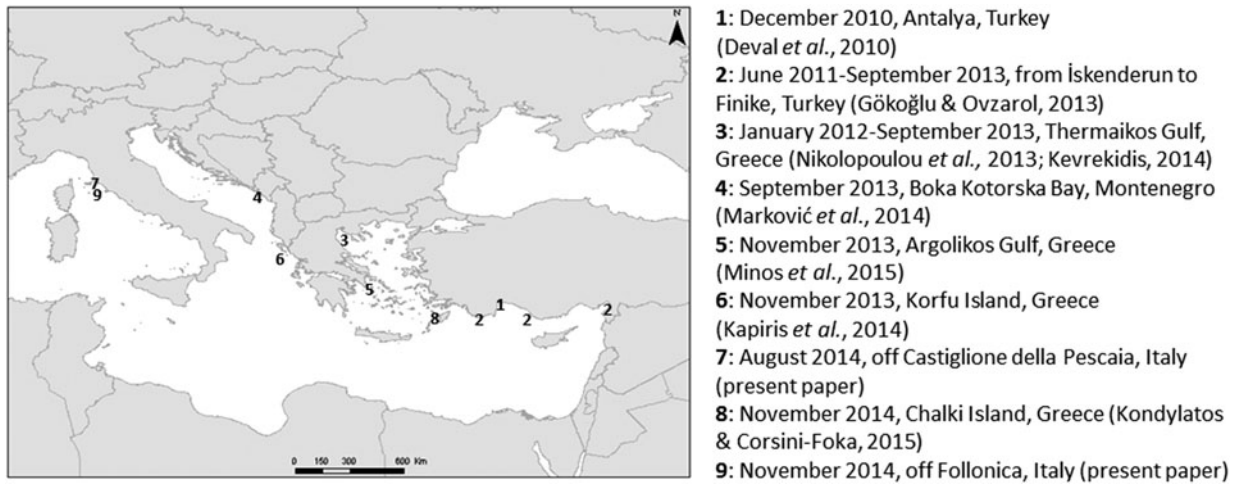 N
7
9
4
3
6
5
1
8
2
2
2
0 150 300 600 Km
1: December 2010, Antalya, Turkey
(Deval et al., 2010)
2: June 2011-September 2013, from İskenderun to
Finike, Turkey (Gökoğlu & Ovzarol, 2013)
3: January 2012-September 2013, Thermaikos Gulf,
Greece (Nikolopoulou et al., 2013; Kevrekidis, 2014)
4: September 2013, Boka Kotorska Bay, Montenegro
(Marković et al., 2014)
5: November 2013, Argolikos Gulf, Greece
(Minos et al., 2015)
6: November 2013, Korfu Island, Greece
(Kapiris et al., 2014)
7: August 2014, off Castiglione della Pescaia, Italy
(present paper)
8: November 2014, Chalki Island, Greece (Kondylatos
& Corsini-Foka, 2015)
9: November 2014, off Follonica, Italy (present paper)